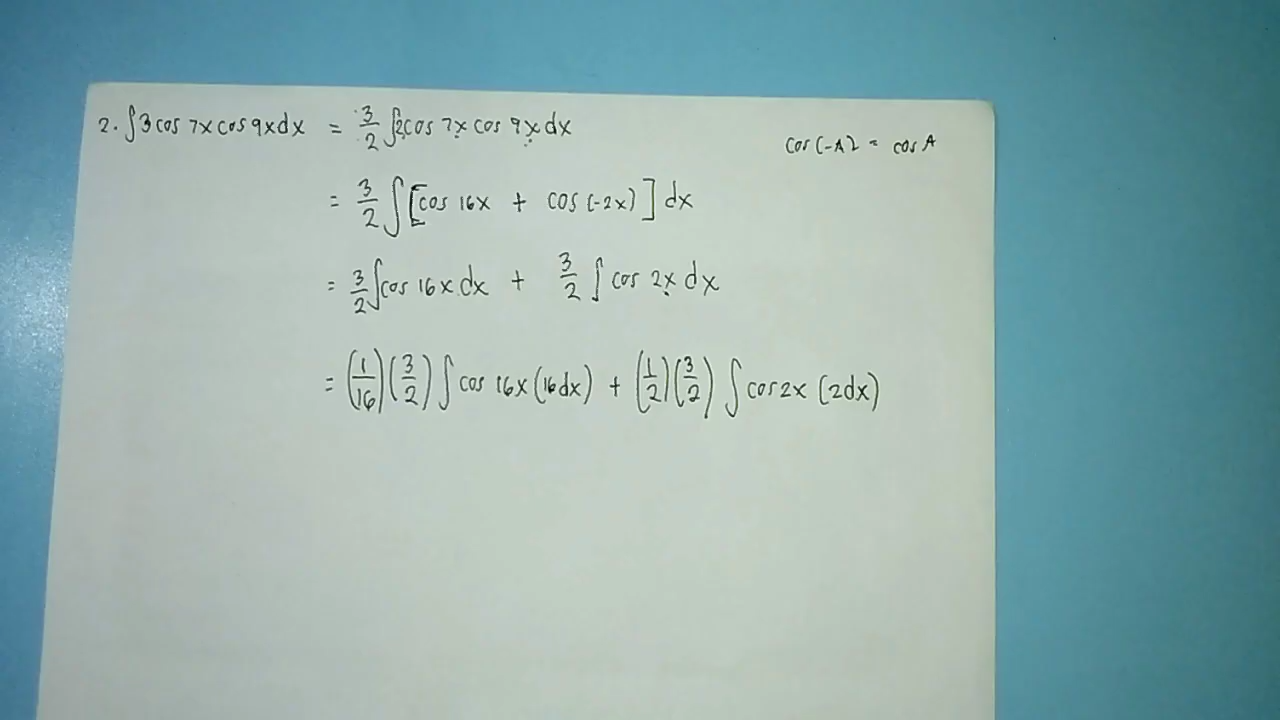 2. ∫3 cos 7x cos 9x dx = 3/2 ∫2cos 7x cos 9x dx
cos(-A) = cos A
= 3/2 ∫[cos 16x + cos (-2x)] dx
= 3/2 ∫cos 16x dx + 3/2 ∫ cos 2x dx
= (1/16)(3/2) ∫ cos 16x (16dx) + (1/2)(3/2) ∫ cos 2x (2dx)